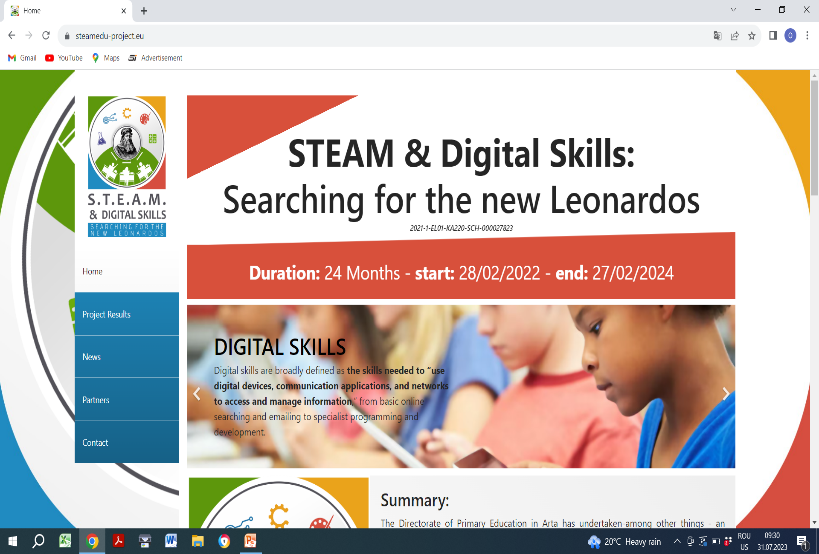 Home
steamedu-project.eu
Gmail YouTube Maps Advertisement
S.T.E.A.M.
& DIGITAL SKILLS
SEARCHING FOR THE
NEW LEONARDOS
Home
Project Results
News
Partners
Contact
STEAM & Digital Skills:
Searching for the new Leonardos
2021-1-EL01-KA220-SCH-000027823
Duration: 24 Months - start: 28/02/2022 - end: 27/02/2024
DIGITAL SKILLS
Digital skills are broadly defined as the skills needed to “use
digital devices, communication applications, and networks
to access and manage information,” from basic online
searching and emailing to specialist programming and
development.
Summary:
The Directorate of Primary Education in Arta has undertaken among other things - an
20°C Heavy rain
ROU
US
09:30
31.07.2023